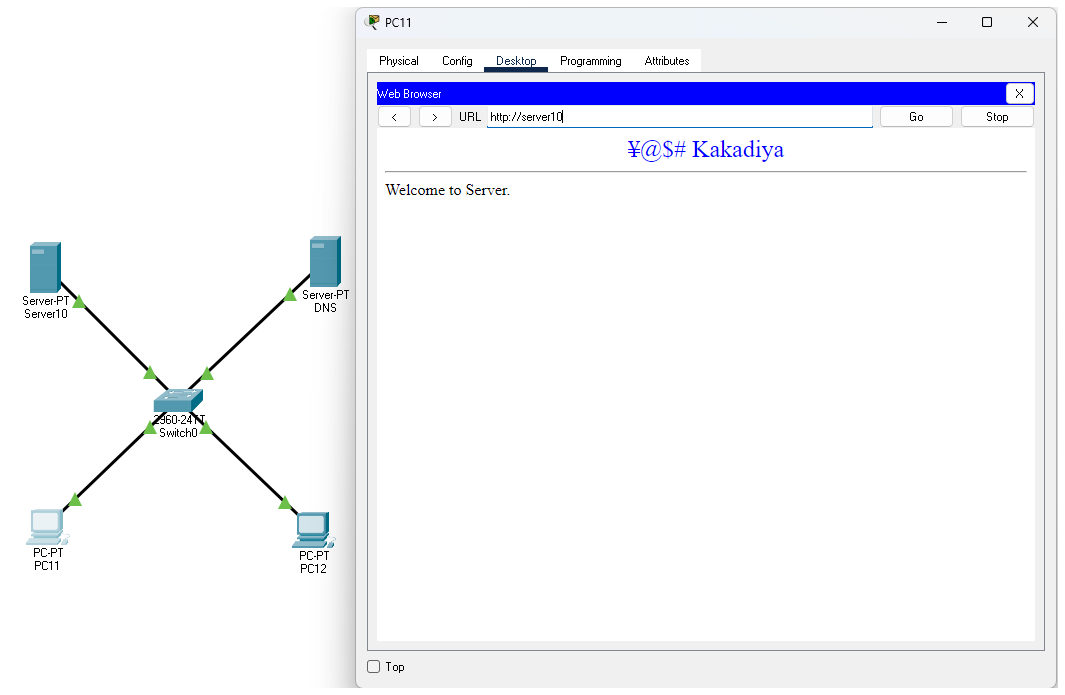 PC11
Physical Config Desktop Programming Attributes
Web Browser X
< > URL http://server10 Go Stop
¥@$# Kakadiya
Welcome to Server.
Server-PT
Server10
Server-PT
DNS
2960-24TT
Switch0
PC-PT
PC11
PC-PT
PC12
Top